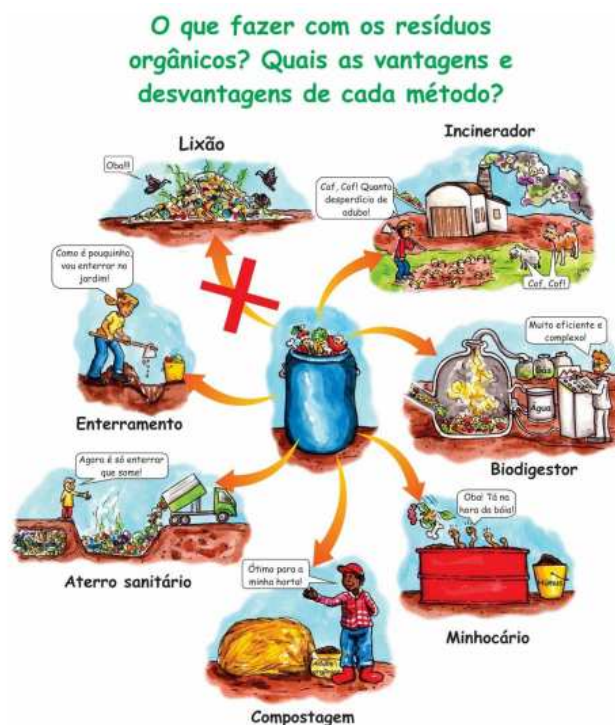 O que fazer com os resíduos
orgânicos? Quais as vantagens e
desvantagens de cada método?
Lixão
Oba!!!
Incinerador
Cof, Cof! Quanto
desperdício de
adubo!
Cof, Cof!
Como é pouquinho,
vou enterrar no
jardim!
Enterramento
Muito eficiente e
complexo!
Gás
Água
Biodigestor
Agora é só enterrar
que some!
Aterro sanitário
Oba! Tá na
hora da bóia!
Húmus
Minhocário
Ótimo para a
minha horta!
Adubo
Compostagem